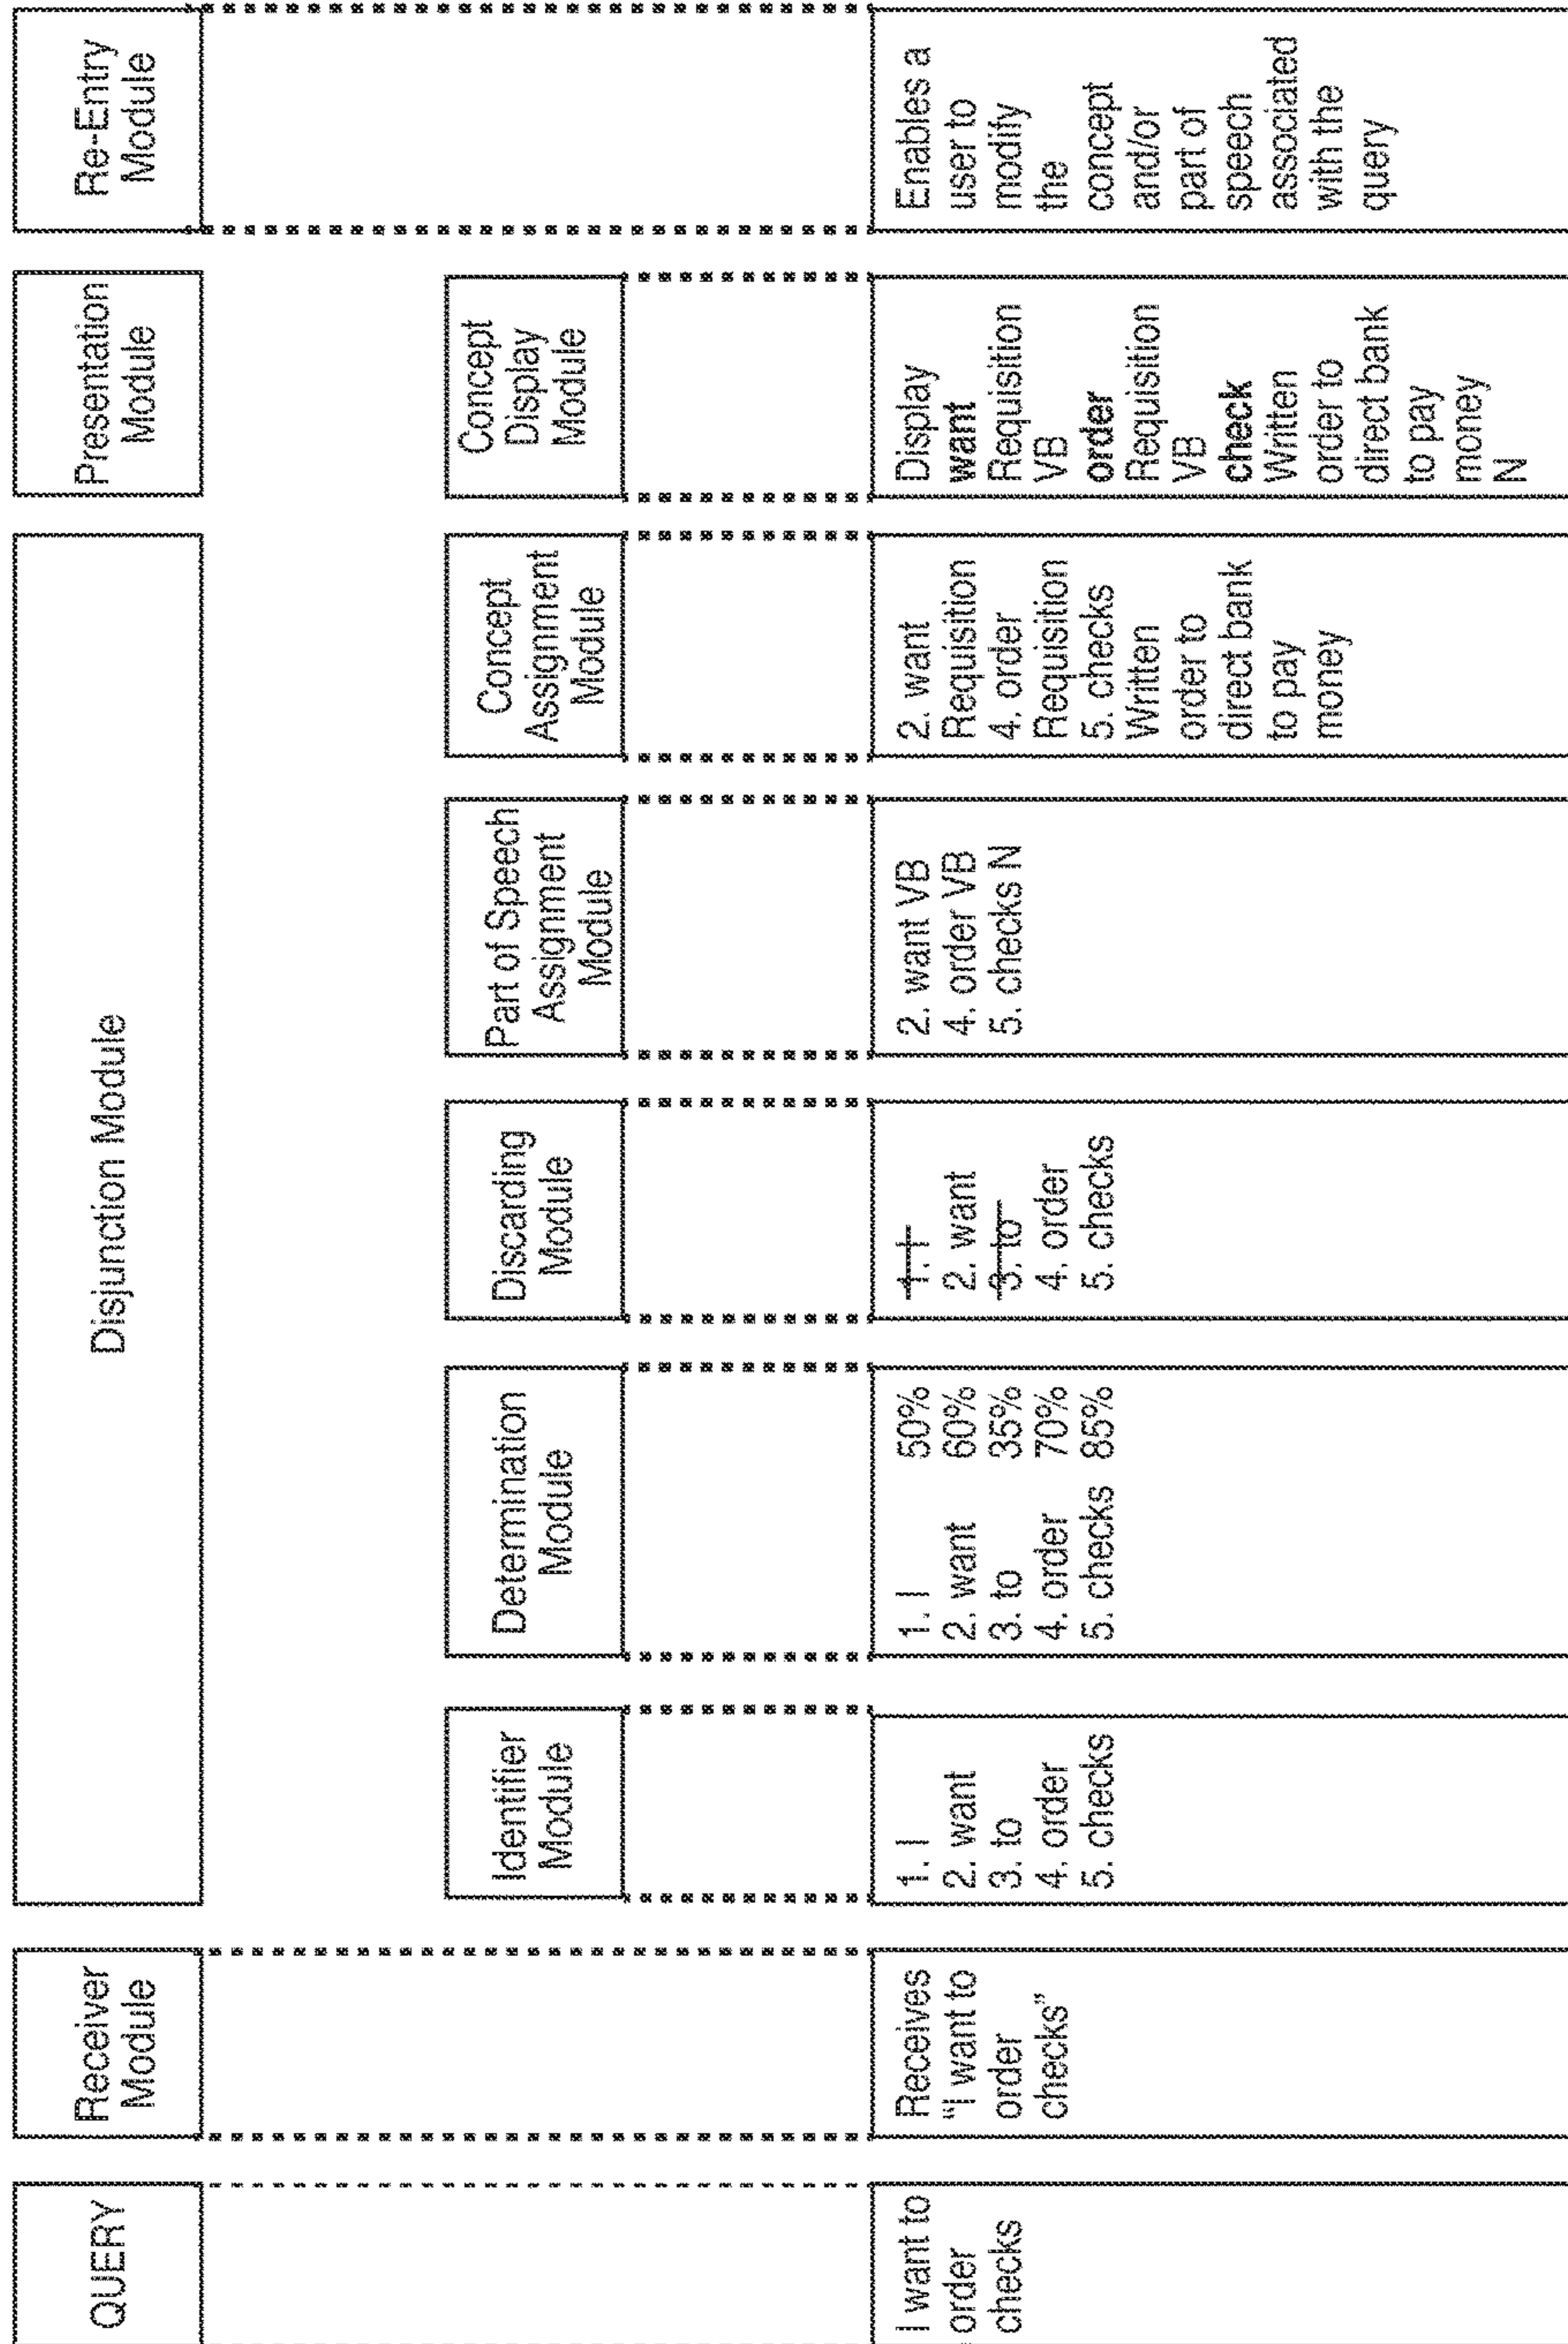 QUERY
Receiver
Module
Disjunction Module
Presentation
Module
Re-Entry
Module
Identifier
Module
Determination
Module
Discarding
Module
Part of Speech
Assignment
Module
Concept
Assignment
Module
Concept
Display
Module
I want to
order
checks
Receives
“I want to
order
checks”
1. I
2. want
3. to
4. order
5. checks
1. I 50%
2. want 60%
3. to 35%
4. order 70%
5. checks 85%
1. I
2. want
3. to
4. order
5. checks
2. want VB
4. order VB
5. checks N
2. want
Requisition
4. order
Requisition
5. checks
Written
order to
direct bank
to pay
money
Display
want
Requisition
VB
order
Requisition
VB
check
Written
order to
direct bank
to pay
money
N
Enables a
user to
modify
the
concept
and/or
part of
speech
associated
with the
query